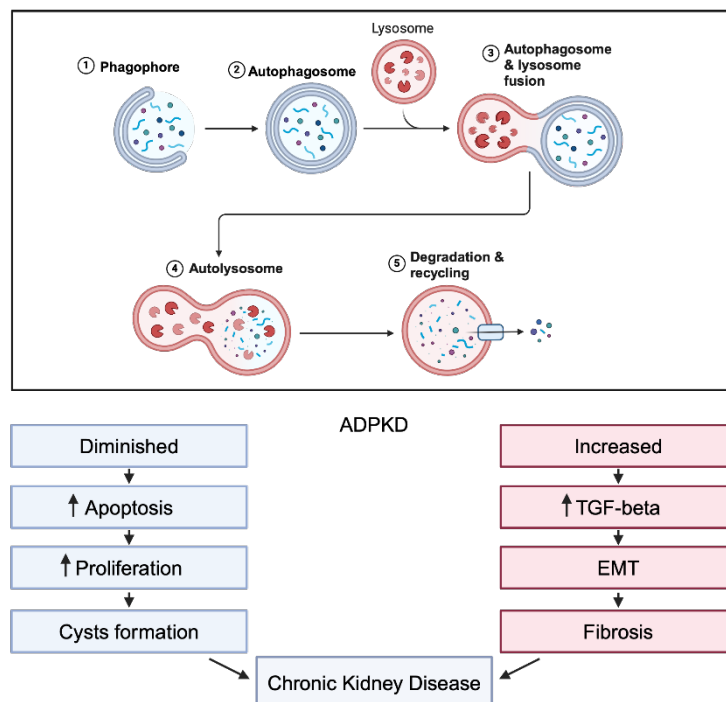 Lysosome
① Phagophore
② Autophagosome
③ Autophagosome
& lysosome
fusion
④ Autolysosome
⑤ Degradation &
recycling
ADPKD
Diminished
↑ Apoptosis
↑ Proliferation
Cysts formation
Increased
↑ TGF-beta
EMT
Fibrosis
Chronic Kidney Disease